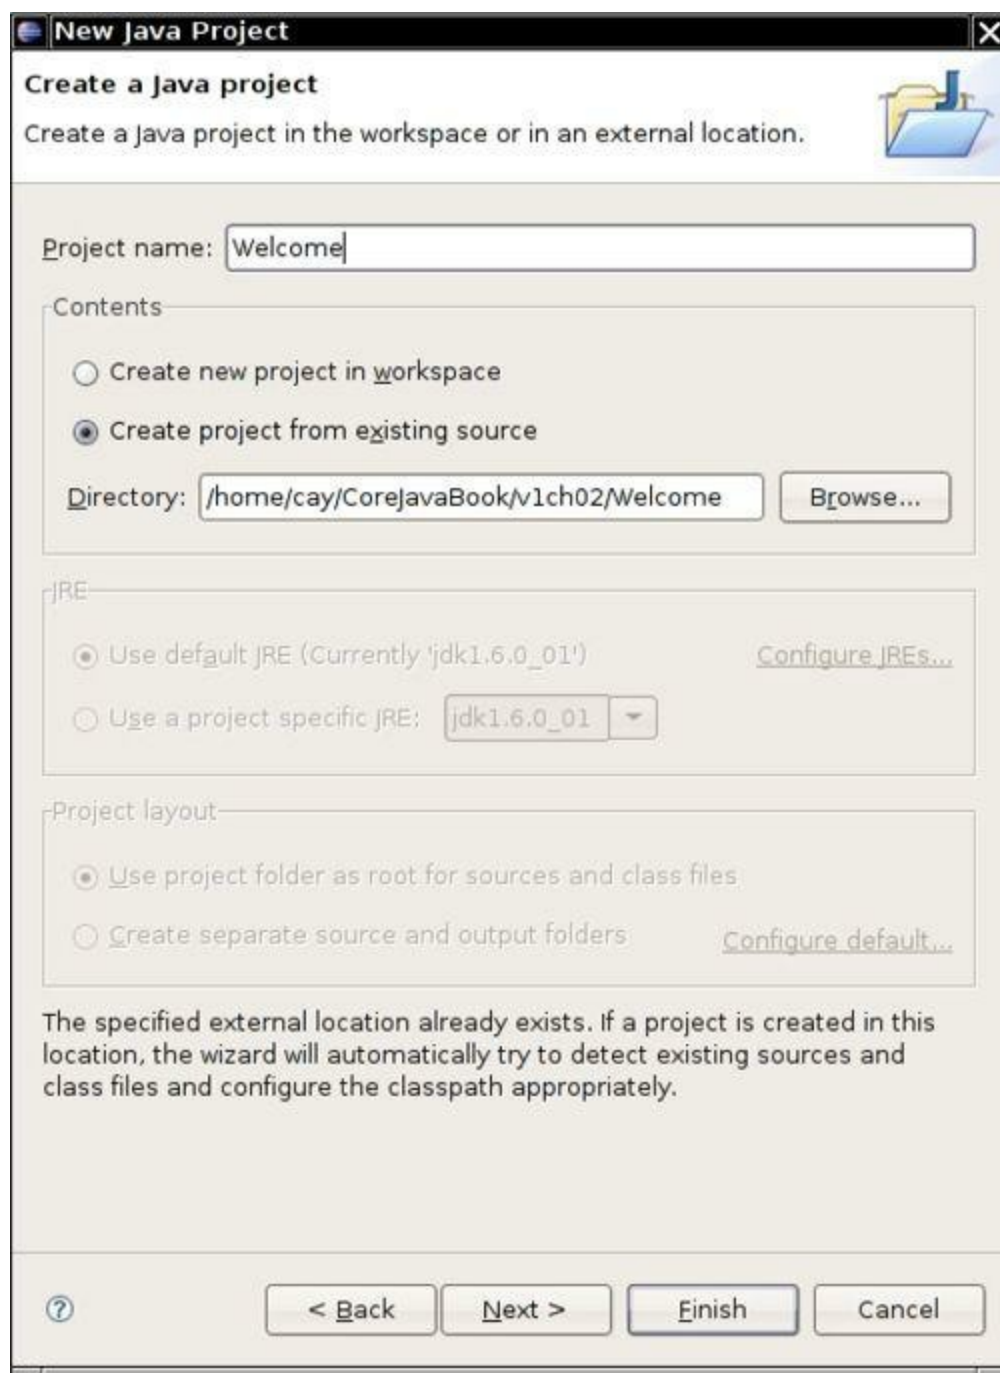 New Java Project
Create a Java project
Create a Java project in the workspace or in an external location.
Project name: Welcome
Contents
Create new project in workspace
Create project from existing source
Directory: /home/cay/CoreJavaBook/v1ch02/Welcome Browse...
JRE
Use default JRE (Currently 'jdk1.6.0_01') Configure JREs...
Use a project specific JRE: jdk1.6.0_01
Project layout
Use project folder as root for sources and class files
Create separate source and output folders Configure default...
The specified external location already exists. If a project is created in this
location, the wizard will automatically try to detect existing sources and
class files and configure the classpath appropriately.
? < Back Next > Finish Cancel